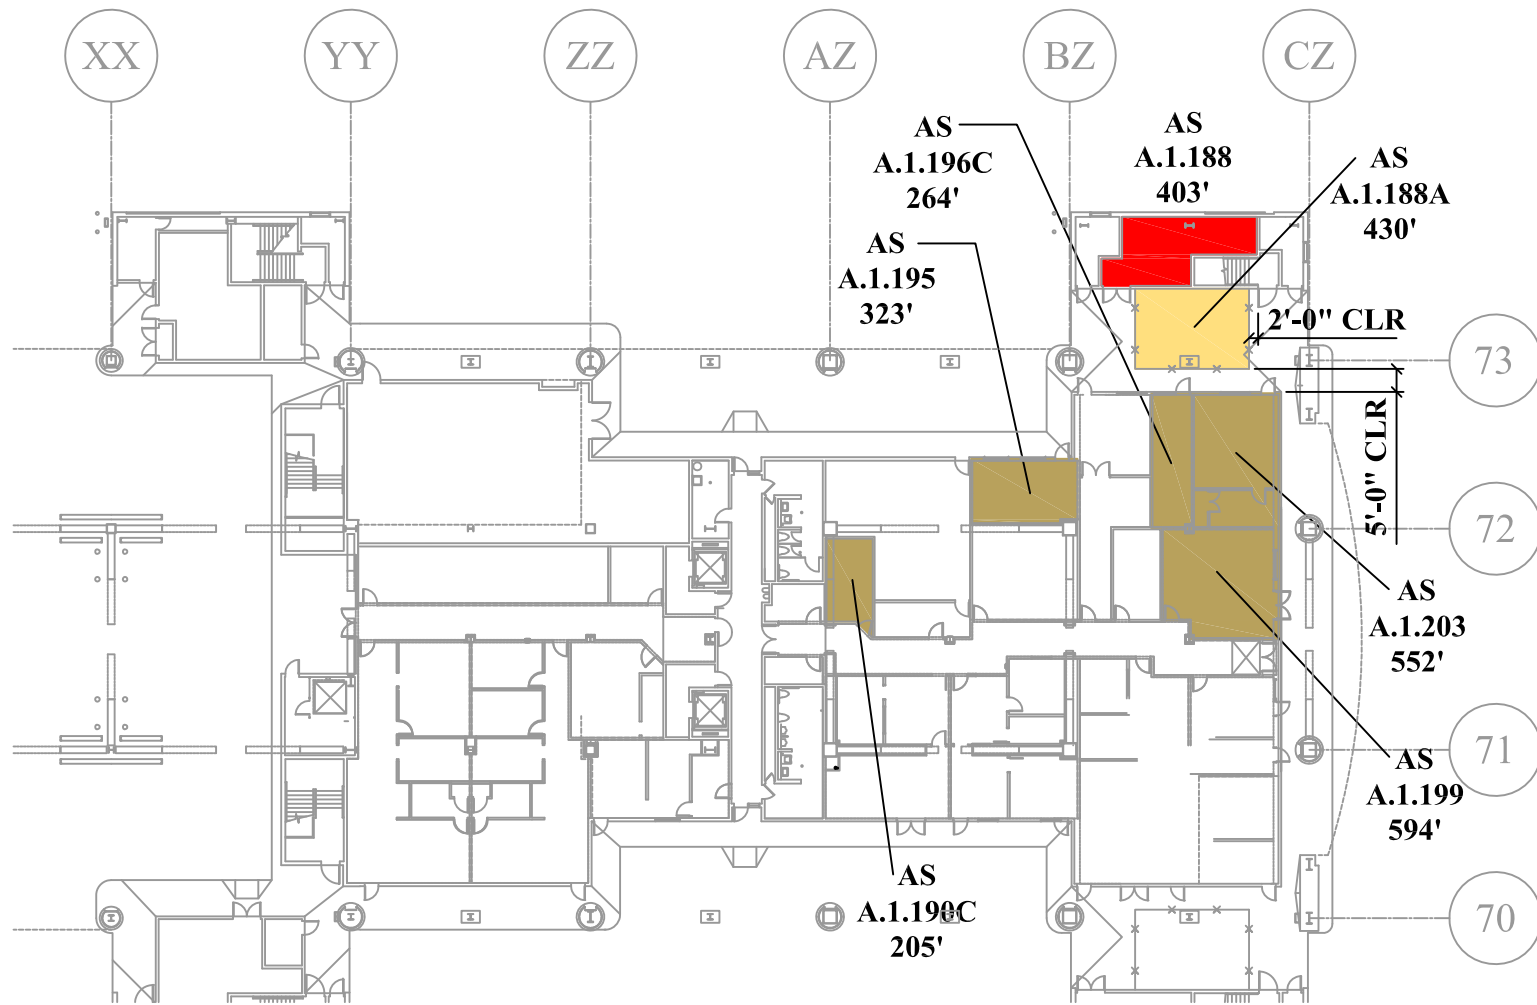 XX
YY
ZZ
AZ
BZ
CZ
AS
A.1.196C
264'
AS
A.1.188
403'
AS
A.1.188A
430'
AS
A.1.195
323'
2'-0" CLR
73
5'-0" CLR
72
AS
A.1.203
552'
71
AS
A.1.199
594'
AS
A.1.190C
205'
70